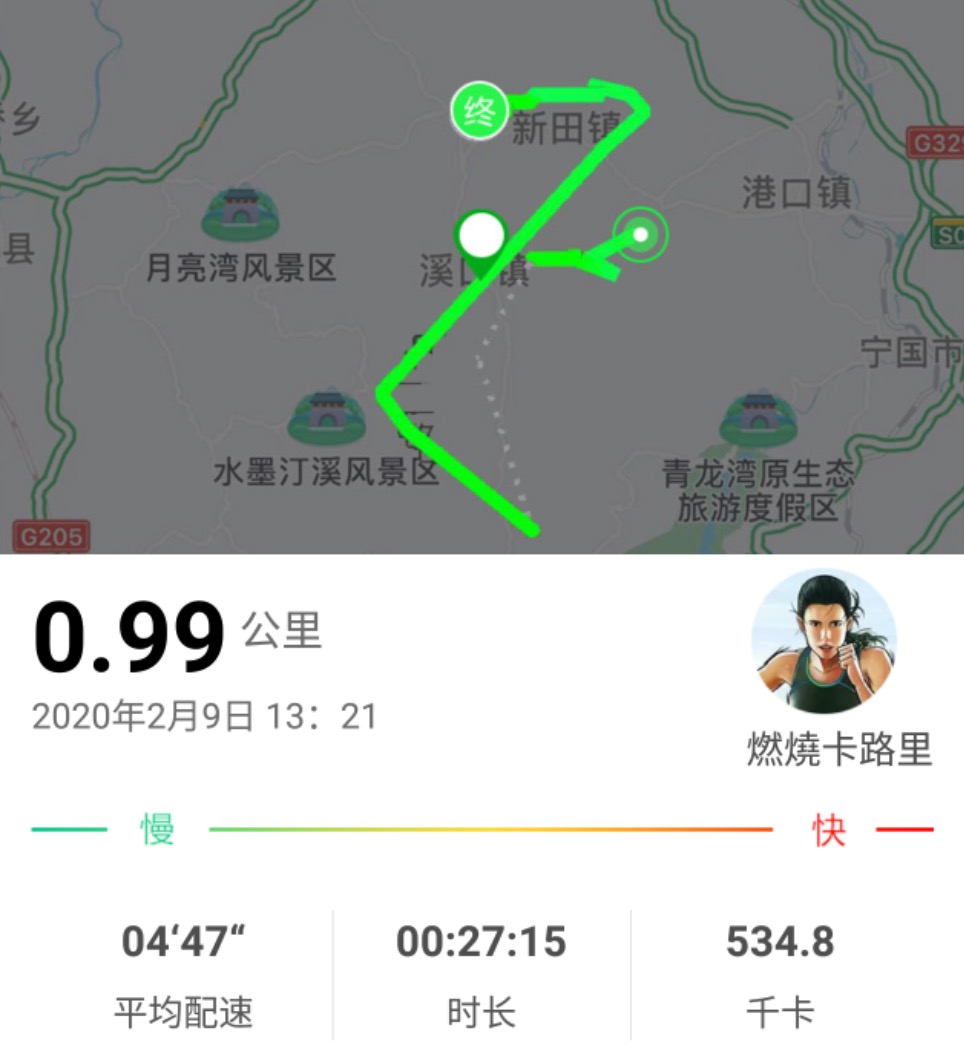 终
新田镇
乡
G329
港口镇
S0
县
月亮湾风景区
溪口镇
宁国市
水墨汀溪风景区
青龙湾原生态
旅游度假区
G205
0.99 公里
2020年2月9日 13：21
燃燒卡路里
慢
快
04‘47“
00:27:15
534.8
平均配速
时长
千卡